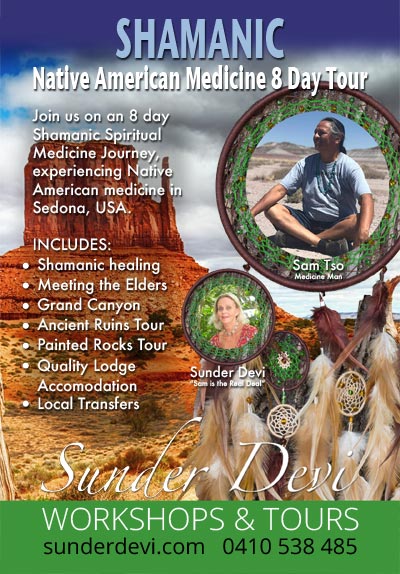 SHAMANIC
Native American Medicine 8 Day Tour
Join us on an 8 day
Shamanic Spiritual
Medicine Journey,
experiencing Native
American medicine in
Sedona, USA.
INCLUDES:
• Shamanic healing
• Meeting the Elders
• Grand Canyon
• Ancient Ruins Tour
• Painted Rocks Tour
• Quality Lodge
Accomodation
• Local Transfers
Sam Tso
Medicine Man
Sunder Devi
"Sam is the Real Deal"
Sunder Devi
WORKSHOPS & TOURS
sunderdevi.com 0410 538 485